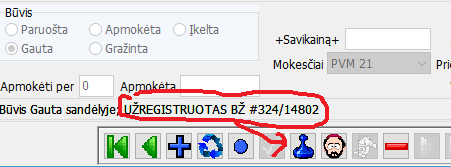 Būvis
Paruošta Apmokėta Įkelta
Gauta Gražinta
+Savikainą+
Mokesčiai PVM 21
Apmokėti per 0 Apmokėta
Būvis Gauta sandėlyje: UŽREGISTRUOTAS BŽ #324/14802